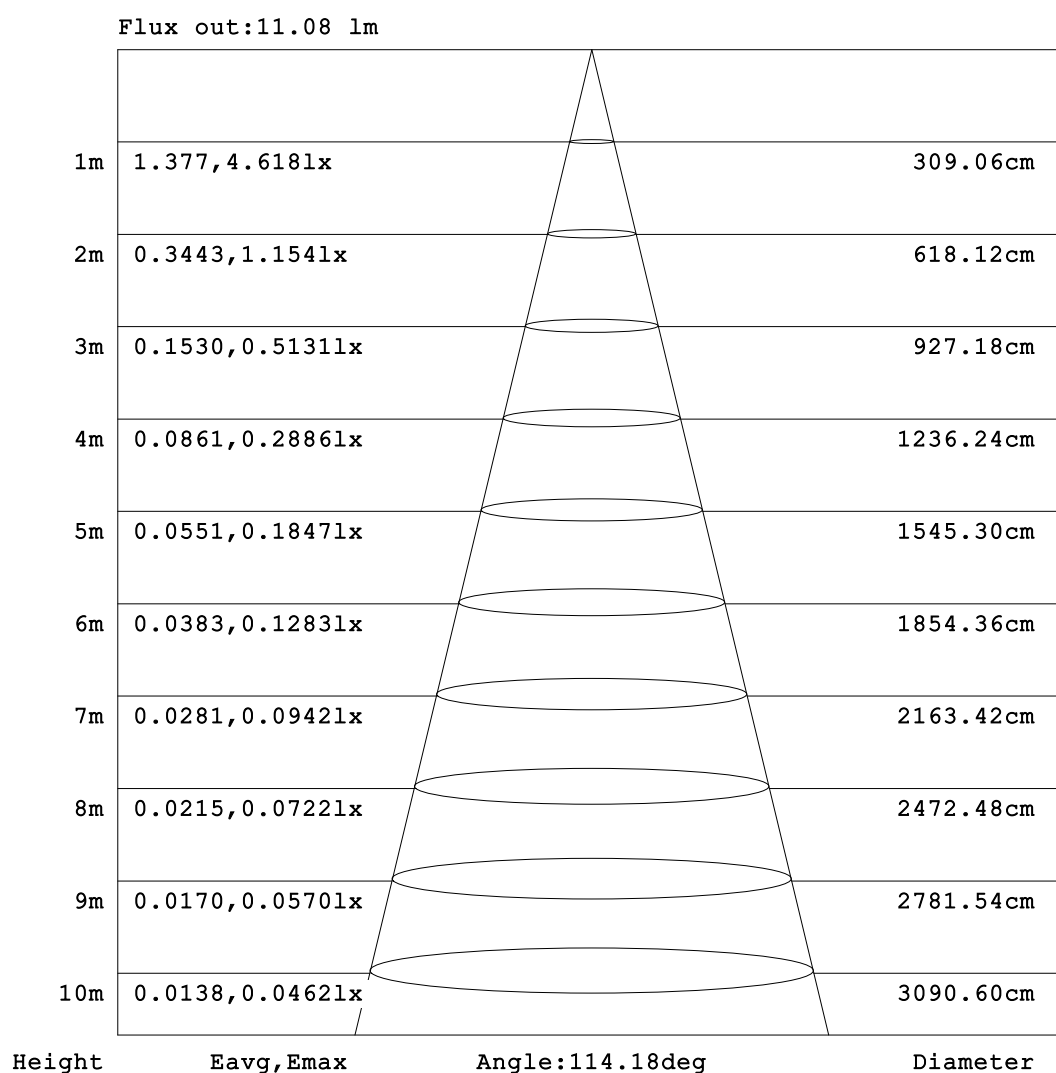 Flux out:11.08 lm
1m 1.377,4.618lx 309.06cm
2m 0.3443,1.154lx 618.12cm
3m 0.1530,0.5131lx 927.18cm
4m 0.0861,0.2886lx 1236.24cm
5m 0.0551,0.1847lx 1545.30cm
6m 0.0383,0.1283lx 1854.36cm
7m 0.0281,0.0942lx 2163.42cm
8m 0.0215,0.0722lx 2472.48cm
9m 0.0170,0.0570lx 2781.54cm
10m 0.0138,0.0462lx 3090.60cm
Height Eavg,Emax Angle:114.18deg Diameter